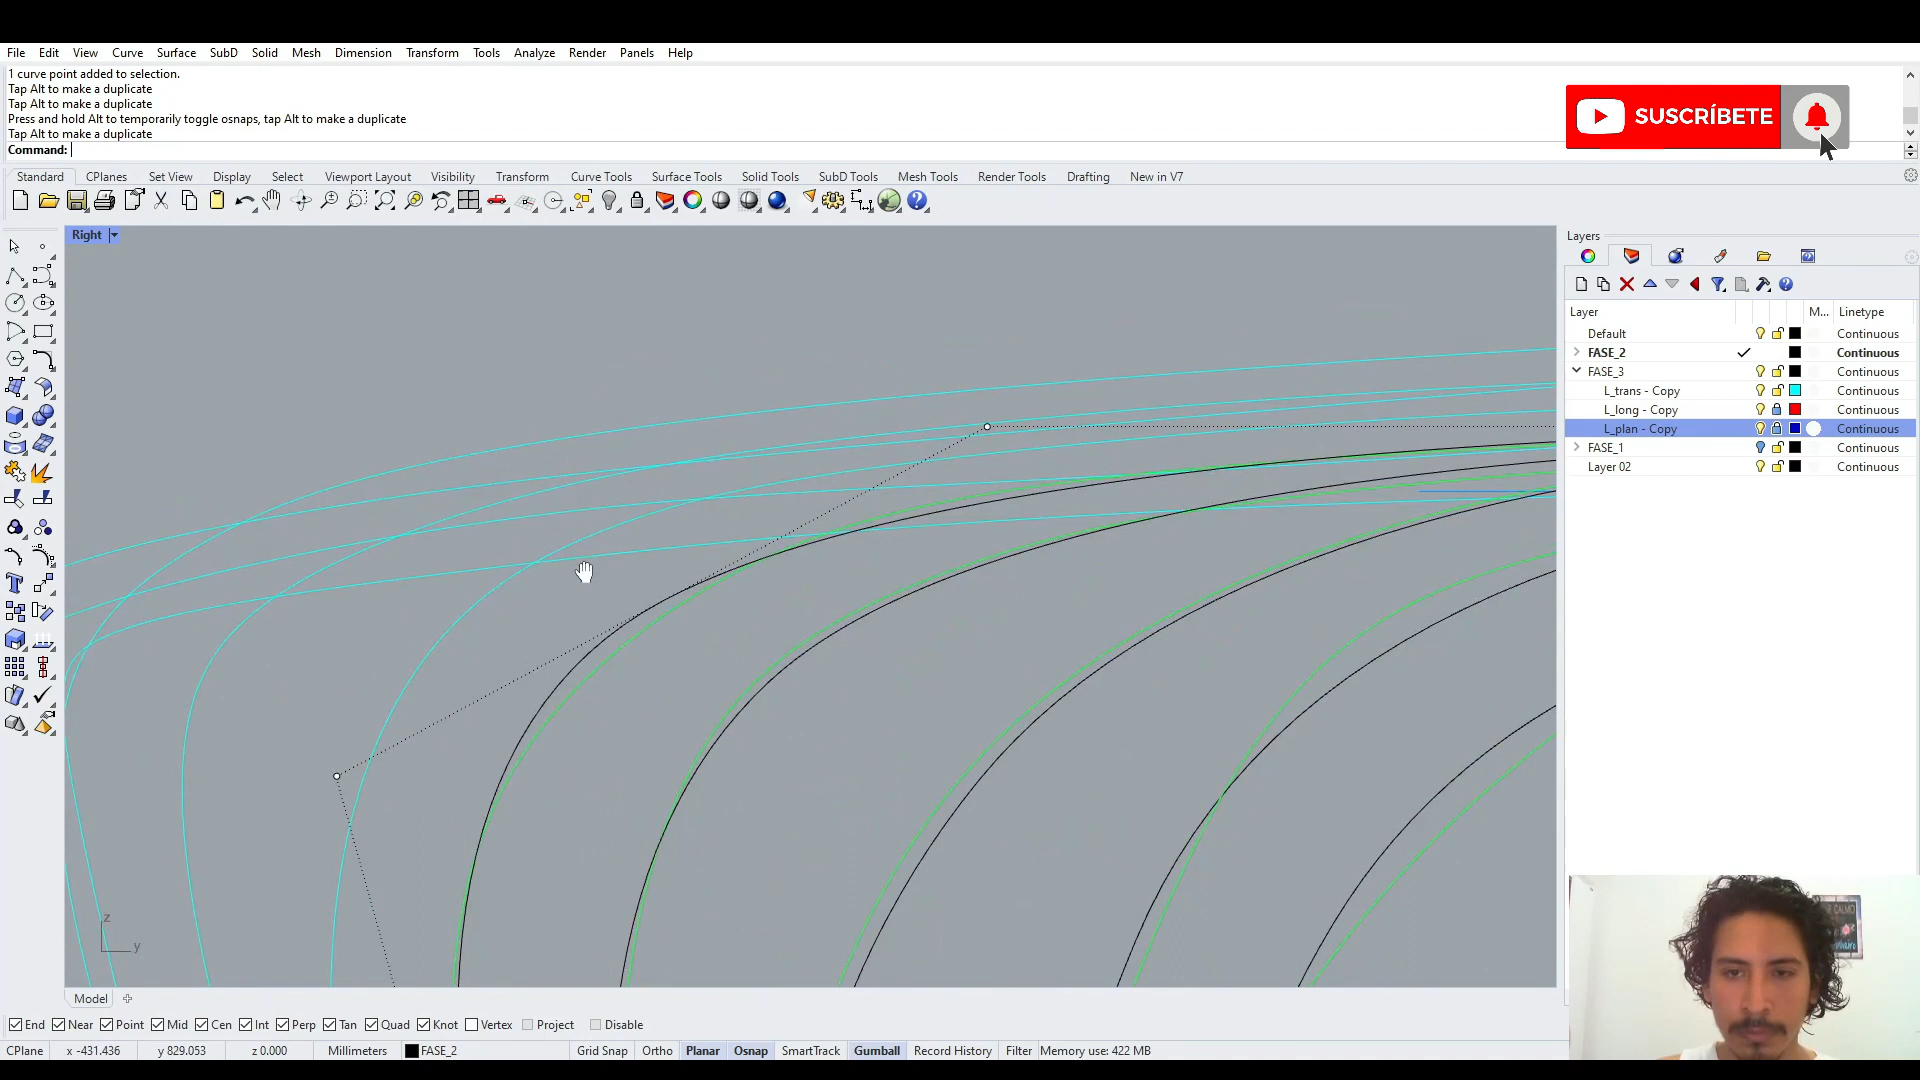 File Edit View Curve Surface SubD Solid Mesh Dimension Transform Tools Analyze Render Panels Help
1 curve point added to selection.
Tap Alt to make a duplicate
Tap Alt to make a duplicate
Press and hold Alt to temporarily toggle osnaps, tap Alt to make a duplicate
Tap Alt to make a duplicate
Command:
SUSCRÍBETE
Standard CPlanes Set View Display Select Viewport Layout Visibility Transform Curve Tools Surface Tools Solid Tools SubD Tools Mesh Tools Render Tools Drafting New in V7
Right
Layers
Layer M... Linetype
Default Continuous
FASE_2 Continuous
FASE_3 Continuous
L_trans - Copy Continuous
L_long - Copy Continuous
L_plan - Copy Continuous
FASE_1 Continuous
Layer 02 Continuous
z
y
Model
End Near Point Mid Cen Int Perp Tan Quad Knot Vertex Project Disable
CPlane x -431.436 y 829.053 z 0.000 Millimeters FASE_2 Grid Snap Ortho Planar Osnap SmartTrack Gumball Record History Filter Memory use: 422 MB